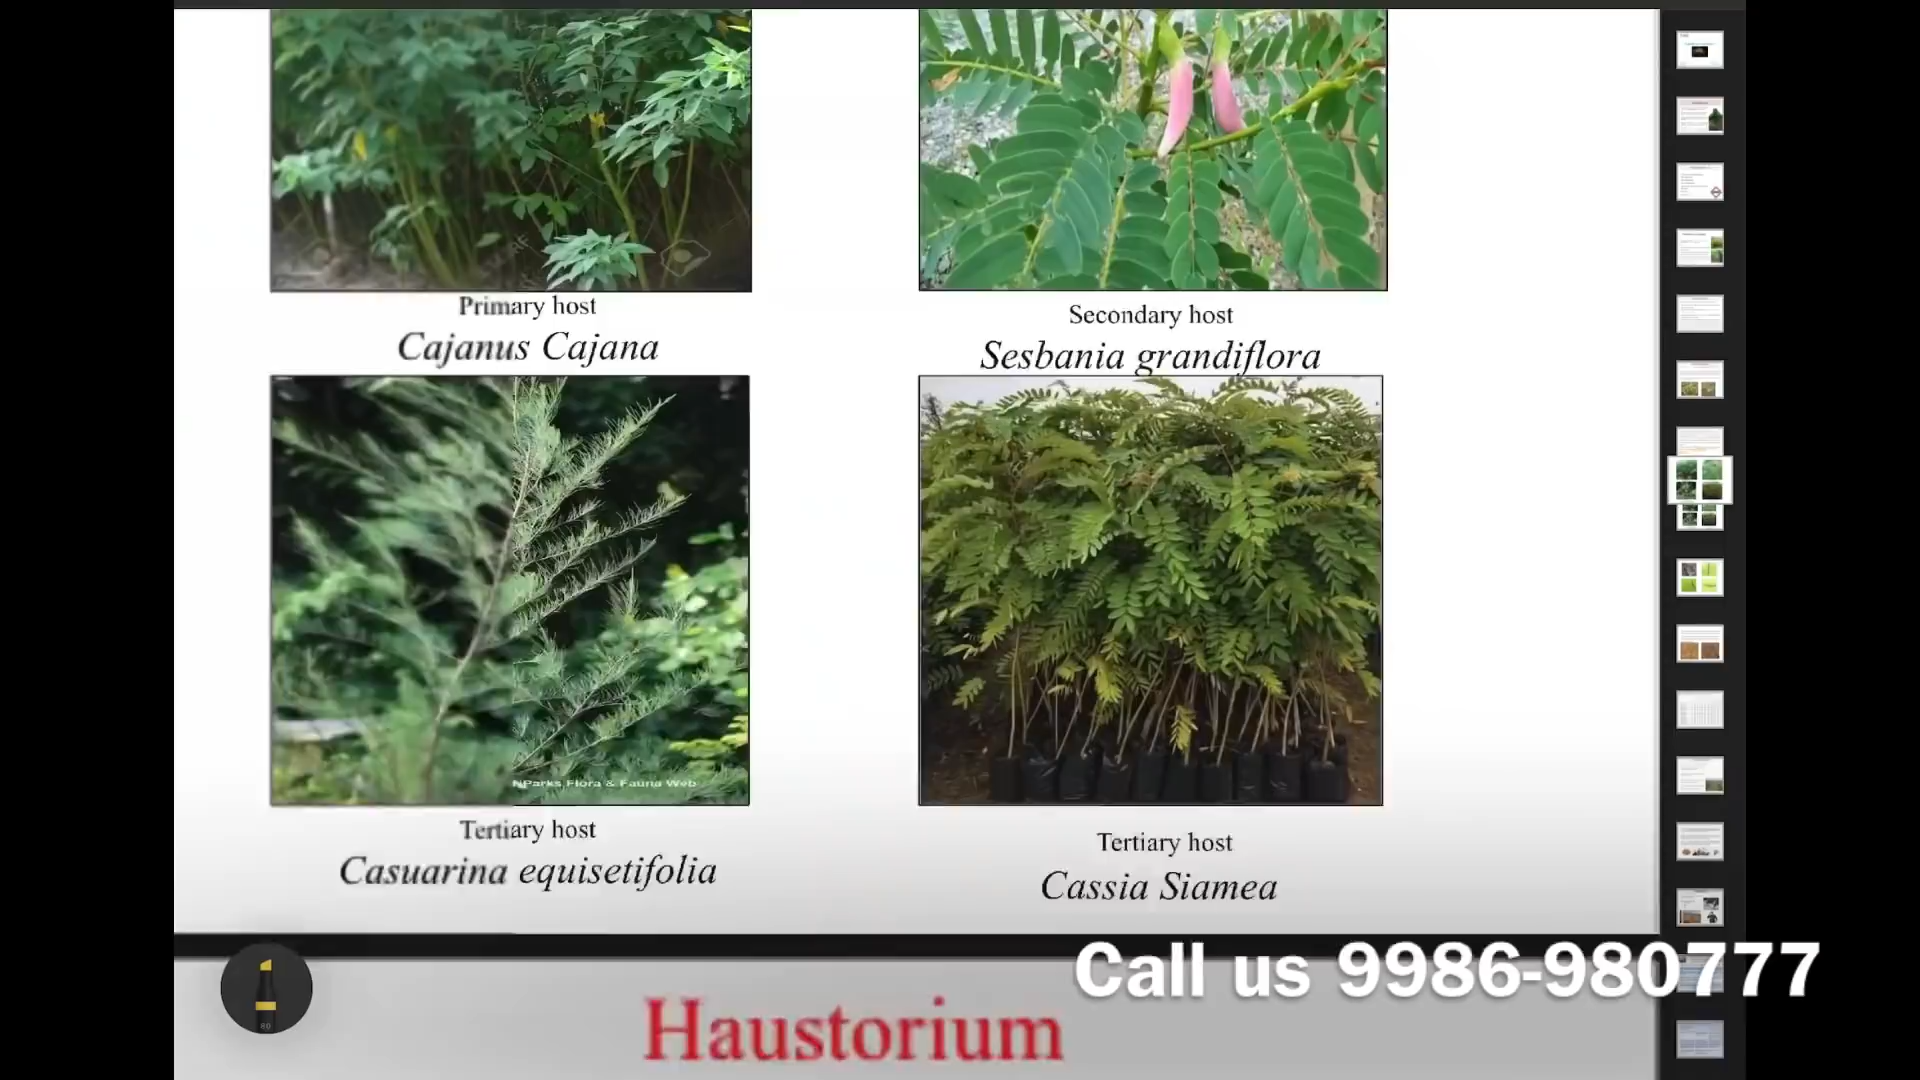 Primary host
Cajanus Cajana
Secondary host
Sesbania grandiflora
NParks Flora & Fauna Web
Tertiary host
Casuarina equisetifolia
Tertiary host
Cassia Siamea
Call us 9986-980777
80
Haustorium